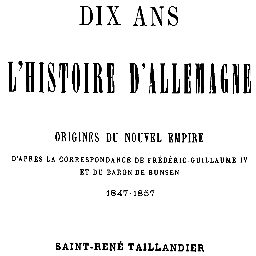 DIX ANS
L'HISTOIRE D'ALLEMAGNE
ORIGINES DU NOUVEL EMPIRE
D'APRÈS LA CORRESPONDANCE DE FRÉDÉRIC-GUILLAUME IV
ET DU BARON DE BUNSEN
1847-1857
SAINT-RENÉ TAILLANDIER